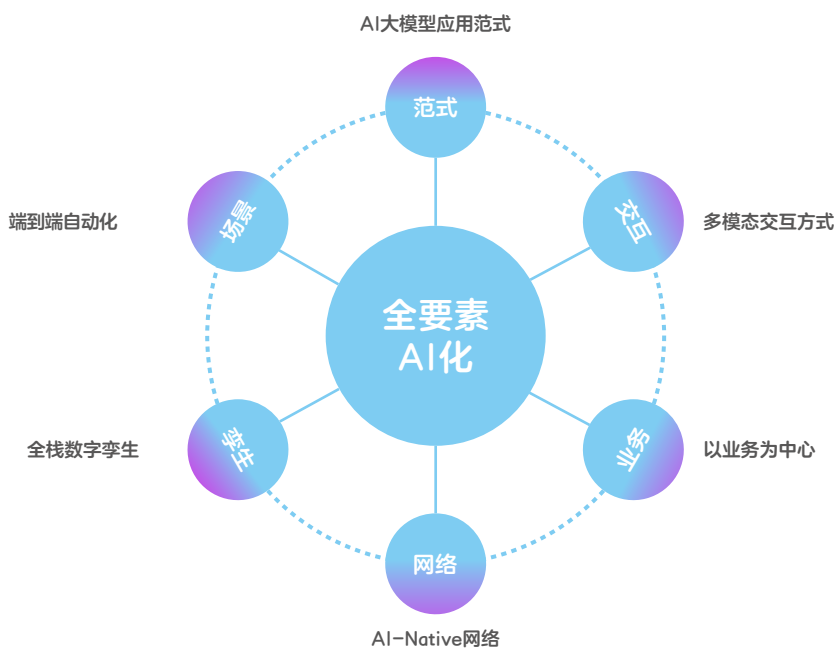 AI大模型应用范式
范式
场景
交互
端到端自动化
多模态交互方式
全要素
AI化
孪生
业务
全栈数字孪生
以业务为中心
网络
AI-Native网络